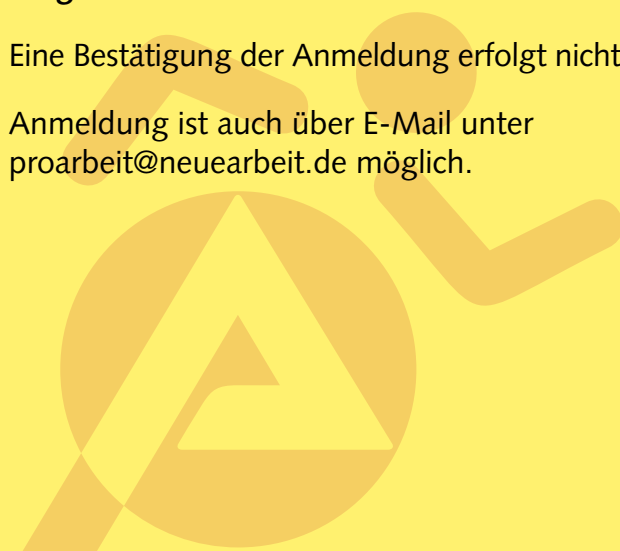 Eine Bestätigung der Anmeldung erfolgt nicht
Anmeldung ist auch über E-Mail unter
proarbeit@neuearbeit.de möglich.